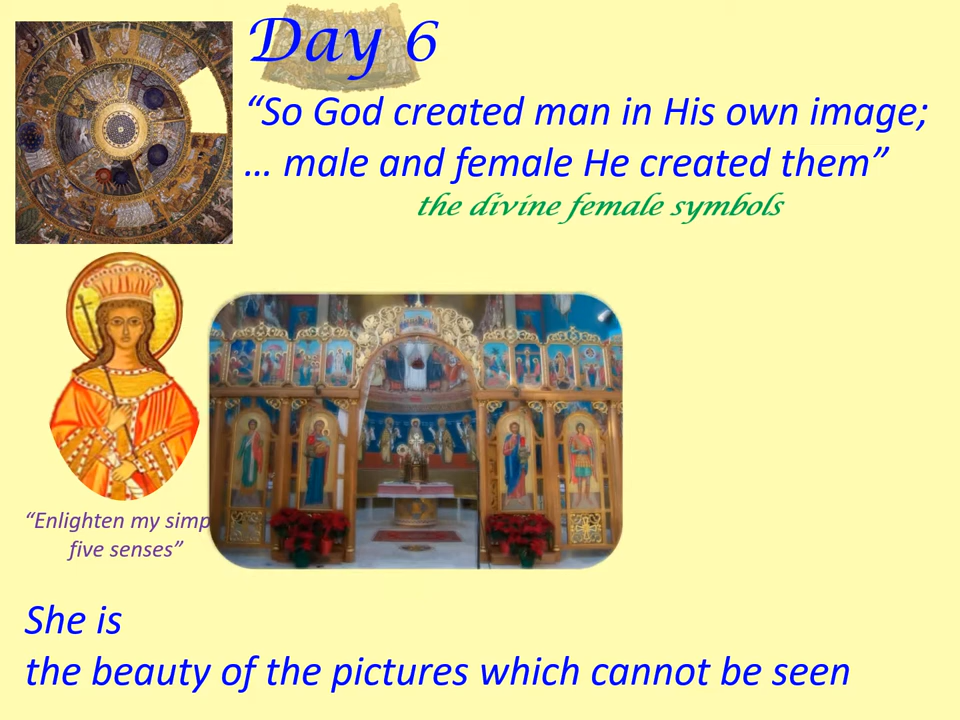 Day 6
“So God created man in His own image;
… male and female He created them”
the divine female symbols
“Enlighten my simp
five senses”
She is
the beauty of the pictures which cannot be seen